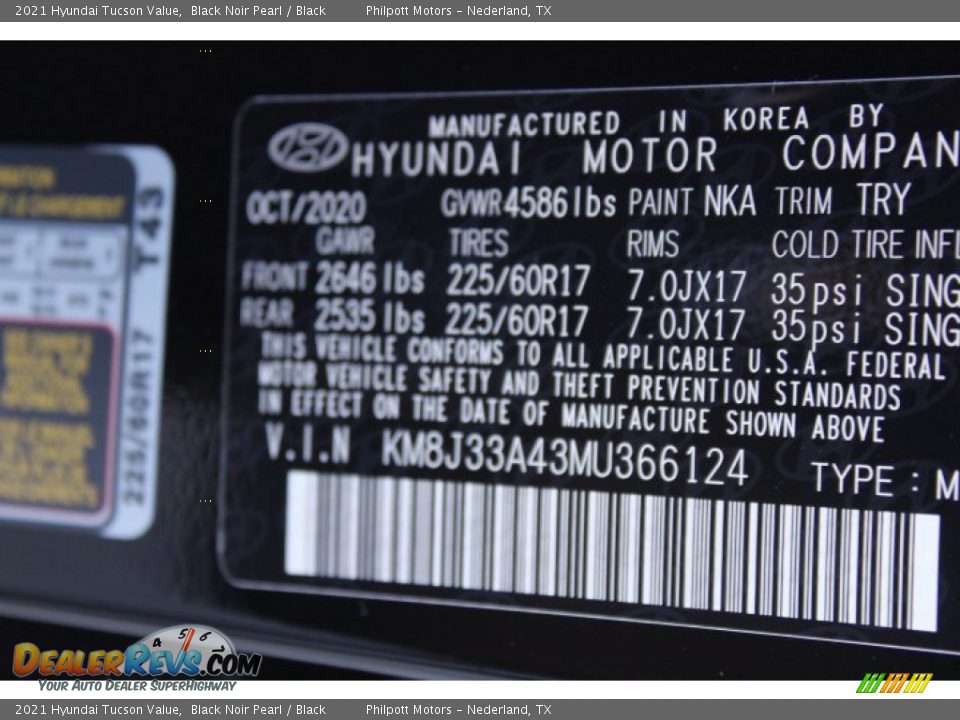 2021 Hyundai Tucson Value, Black Noir Pearl / Black Philpott Motors – Nederland, TX
MANUFACTURED IN KOREA BY
HYUNDAI MOTOR COMPAN
OCT/2020 GVWR 4586lbs PAINT NKA TRIM TRY
GAWR TIRES RIMS COLD TIRE INFL
FRONT 2646 lbs 225/60R17 7.0JX17 35psi SING
REAR 2535 lbs 225/60R17 7.0JX17 35psi SING
THIS VEHICLE CONFORMS TO ALL APPLICABLE U.S.A. FEDERAL
MOTOR VEHICLE SAFETY AND THEFT PREVENTION STANDARDS
IN EFFECT ON THE DATE OF MANUFACTURE SHOWN ABOVE
V.I.N KM8J33A43MU366124 TYPE : M
T 43
225/60R17
4 5 6
DEALERREVS.COM
YOUR AUTO DEALER SUPERHIGHWAY
2021 Hyundai Tucson Value, Black Noir Pearl / Black Philpott Motors – Nederland, TX